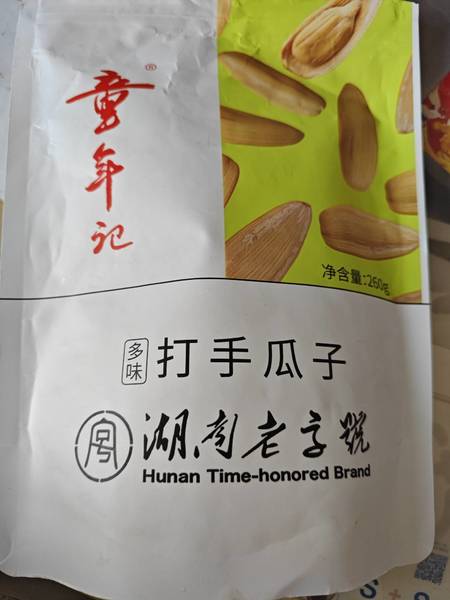 童年记®
净含量:260g
多味 打手瓜子
湖南老字號
Hunan Time-honored Brand
S + S